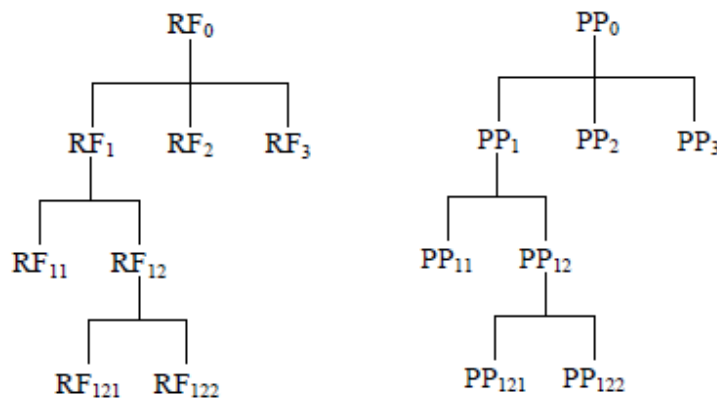 RF₀ PP₀
RF₁ RF₂ RF₃ PP₁ PP₂ PP₃
RF₁₁ RF₁₂ PP₁₁ PP₁₂
RF₁₂₁ RF₁₂₂ PP₁₂₁ PP₁₂₂